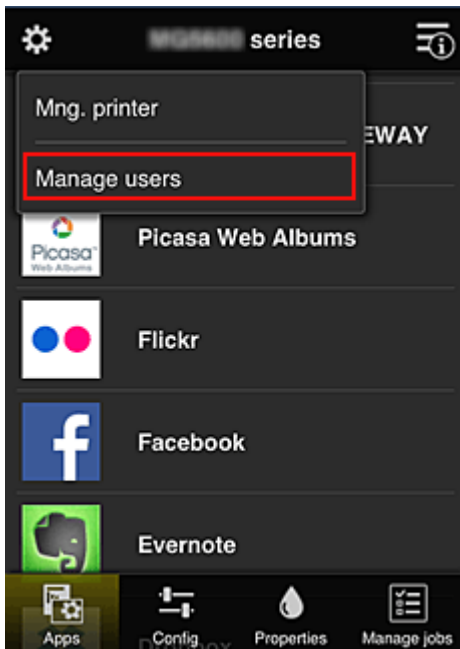 series
Mng. printer
EWAY
Manage users
Picasa
Web Albums
Picasa Web Albums
Flickr
f
Facebook
Evernote
Apps
Config
Properties
Manage jobs